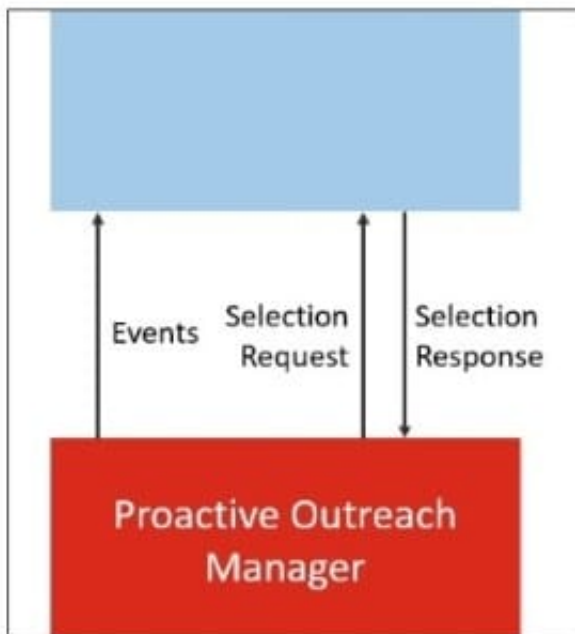 Events
Selection
Request
Selection
Response
Proactive Outreach
Manager